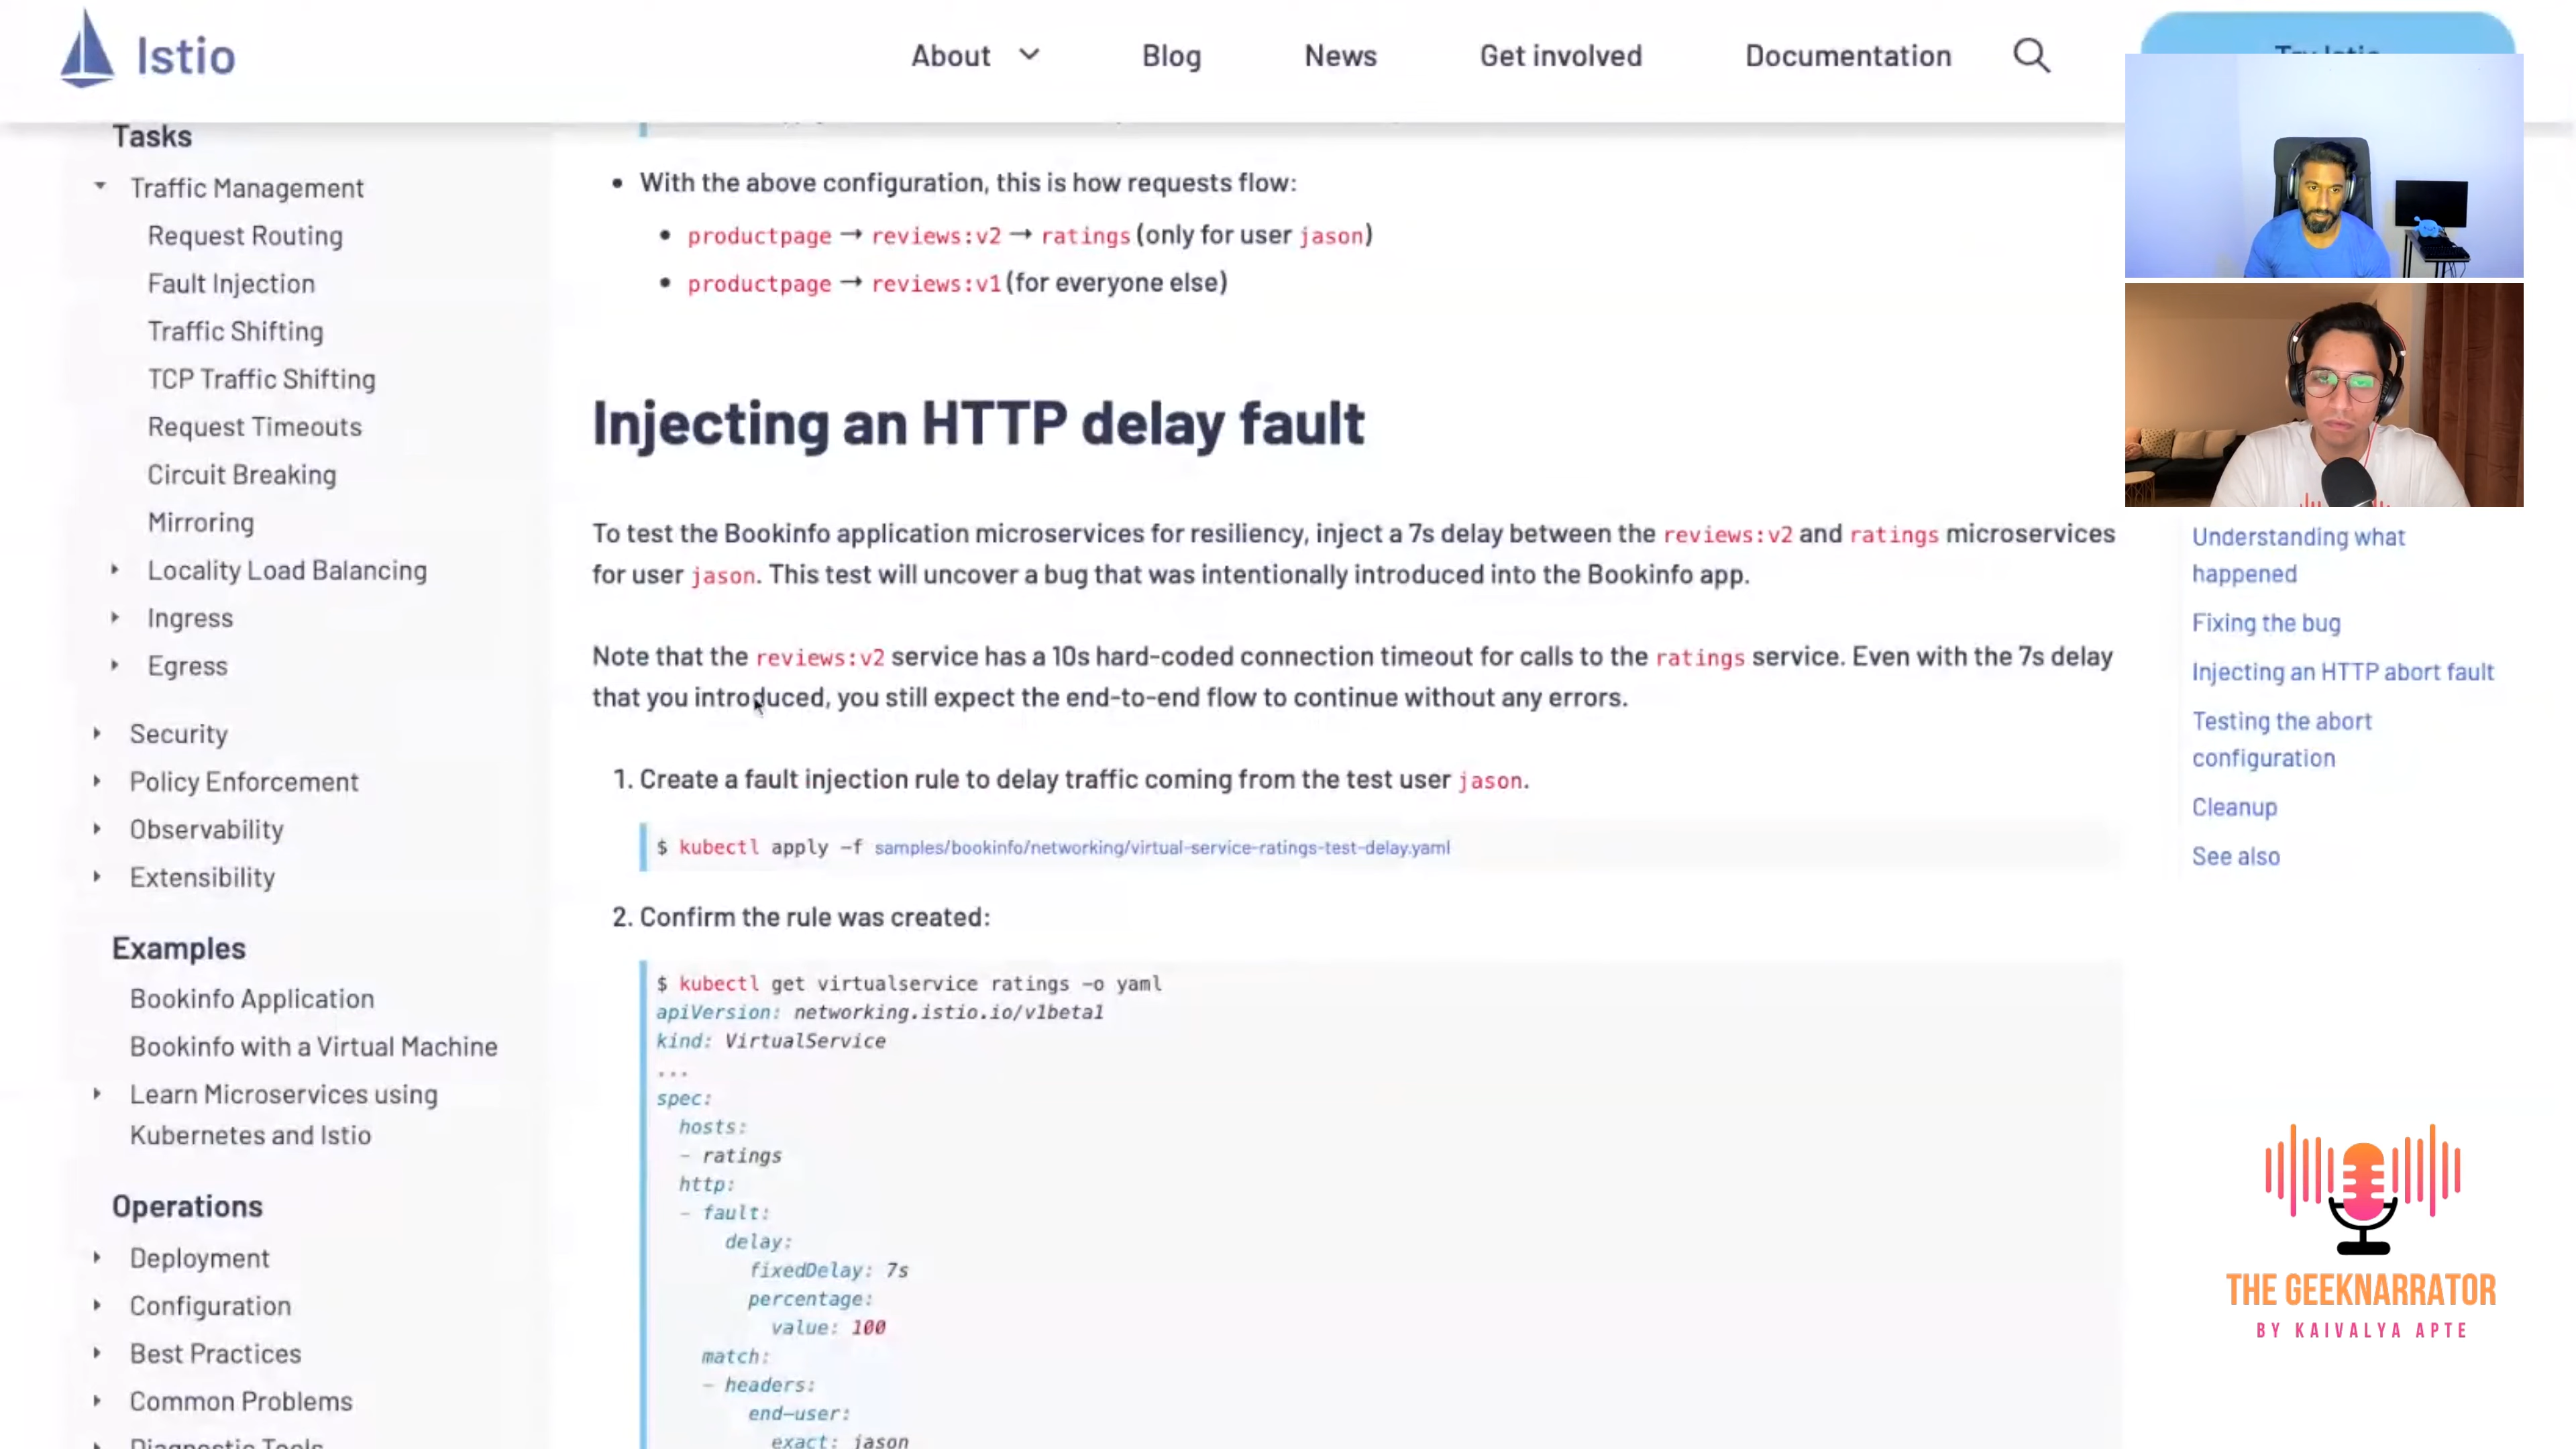 Istio
About
Blog
News
Get involved
Documentation
Tasks
Traffic Management
Request Routing
Fault Injection
Traffic Shifting
TCP Traffic Shifting
Request Timeouts
Circuit Breaking
Mirroring
Locality Load Balancing
Ingress
Egress
Security
Policy Enforcement
Observability
Extensibility
Examples
Bookinfo Application
Bookinfo with a Virtual Machine
Learn Microservices using
Kubernetes and Istio
Operations
Deployment
Configuration
Best Practices
Common Problems
Diagnostic Tools
• With the above configuration, this is how requests flow:
• productpage → reviews:v2 → ratings (only for user jason)
• productpage → reviews:v1 (for everyone else)
Injecting an HTTP delay fault
To test the Bookinfo application microservices for resiliency, inject a 7s delay between the reviews:v2 and ratings microservices
for user jason. This test will uncover a bug that was intentionally introduced into the Bookinfo app.
Note that the reviews:v2 service has a 10s hard-coded connection timeout for calls to the ratings service. Even with the 7s delay
that you introduced, you still expect the end-to-end flow to continue without any errors.
1. Create a fault injection rule to delay traffic coming from the test user jason.
$ kubectl apply -f samples/bookinfo/networking/virtual-service-ratings-test-delay.yaml
2. Confirm the rule was created:
$ kubectl get virtualservice ratings -o yaml
apiVersion: networking.istio.io/v1beta1
kind: VirtualService
...
spec:
hosts:
- ratings
http:
- fault:
delay:
fixedDelay: 7s
percentage:
value: 100
match:
- headers:
end-user:
exact: jason
Understanding what
happened
Fixing the bug
Injecting an HTTP abort fault
Testing the abort
configuration
Cleanup
See also
THE GEEKNARRATOR
BY KAIVALYA APTE